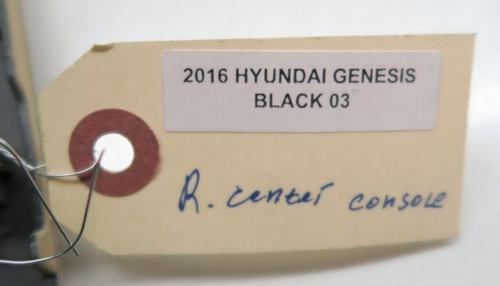 2016 HYUNDAI GENESIS
BLACK 03
R. center console